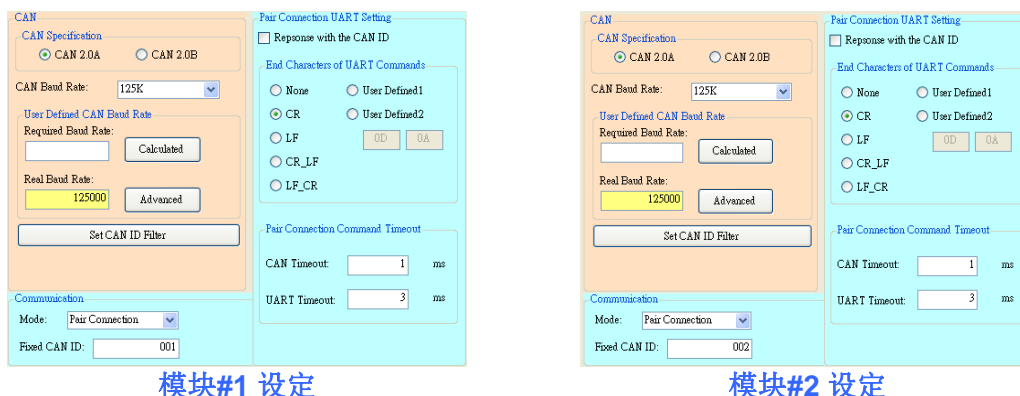 CAN
CAN Specification
CAN 2.0A CAN 2.0B
CAN Baud Rate: 125K
User Defined CAN Baud Rate
Required Baud Rate:
Calculated
Real Baud Rate:
125000 Advanced
Set CAN ID Filter
Communication
Mode: Pair Connection
Fixed CAN ID: 001
Pair Connection UART Setting
Repsonse with the CAN ID
End Characters of UART Commands
None User Defined1
CR User Defined2
LF 0D 0A
CR_LF
LF_CR
Pair Connection Command Timeout
CAN Timeout: 1 ms
UART Timeout: 3 ms
模块#1 设定
CAN
CAN Specification
CAN 2.0A CAN 2.0B
CAN Baud Rate: 125K
User Defined CAN Baud Rate
Required Baud Rate:
Calculated
Real Baud Rate:
125000 Advanced
Set CAN ID Filter
Communication
Mode: Pair Connection
Fixed CAN ID: 002
Pair Connection UART Setting
Repsonse with the CAN ID
End Characters of UART Commands
None User Defined1
CR User Defined2
LF 0D 0A
CR_LF
LF_CR
Pair Connection Command Timeout
CAN Timeout: 1 ms
UART Timeout: 3 ms
模块#2 设定